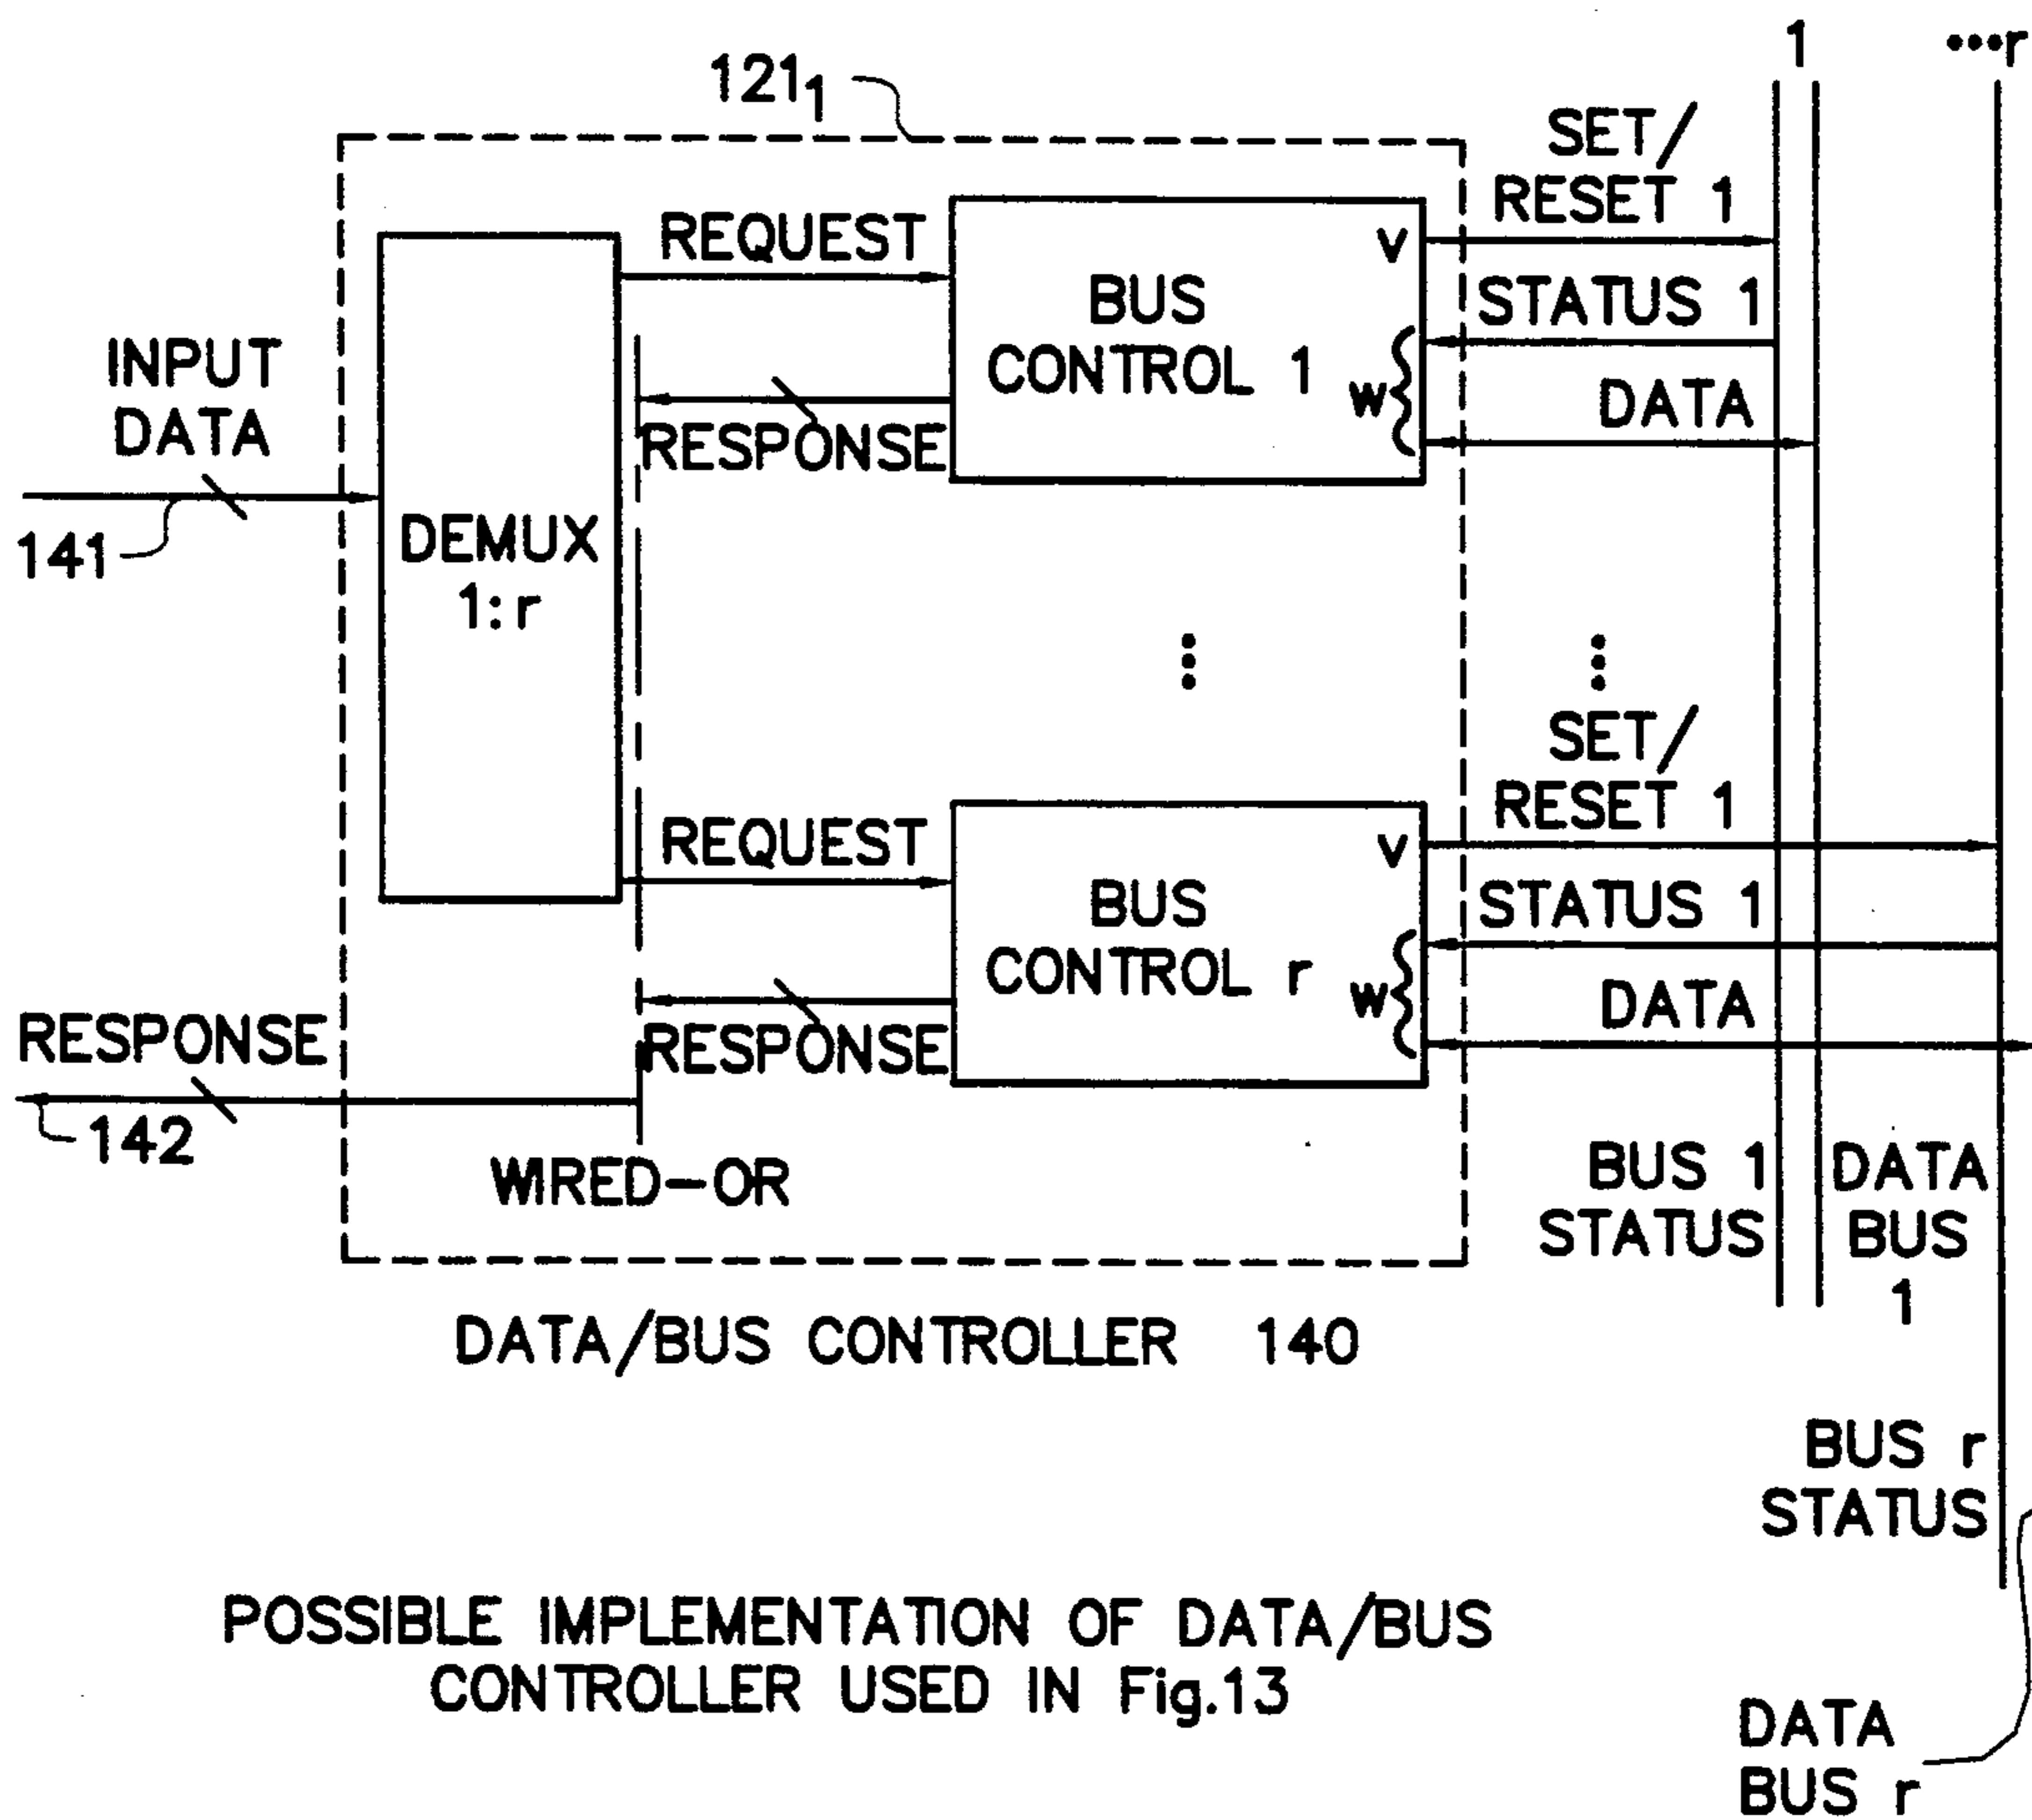 1 •••r
121₁
SET/
RESET 1
REQUEST
V
BUS
CONTROL 1
STATUS 1
W
DATA
RESPONSE
INPUT
DATA
141
DEMUX
1:r
SET/
RESET 1
REQUEST
V
BUS
CONTROL r
STATUS 1
W
DATA
RESPONSE
RESPONSE
142
WIRED-OR
BUS 1
STATUS
DATA
BUS
1
DATA/BUS CONTROLLER 140
BUS r
STATUS
POSSIBLE IMPLEMENTATION OF DATA/BUS
CONTROLLER USED IN Fig.13
DATA
BUS r